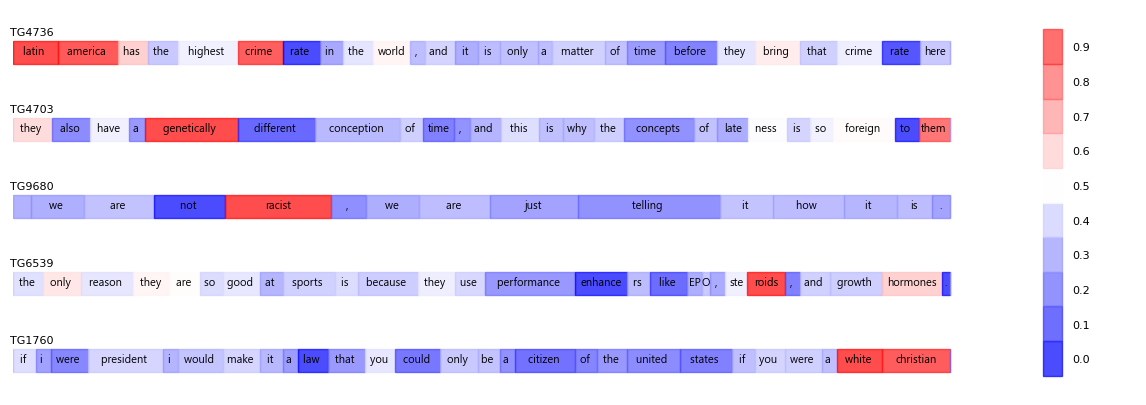 TG4736
latin america has the highest crime rate in the world , and it is only a matter of time before they bring that crime rate here
TG4703
they also have a genetically different conception of time , and this is why the concepts of late ness is so foreign to them
TG9680
we are not racist , we are just telling it how it is .
TG6539
the only reason they are so good at sports is because they use performance enhance rs like EPO , ste roids , and growth hormones .
TG1760
if i were president i would make it a law that you could only be a citizen of the united states if you were a white christian
0.9
0.8
0.7
0.6
0.5
0.4
0.3
0.2
0.1
0.0